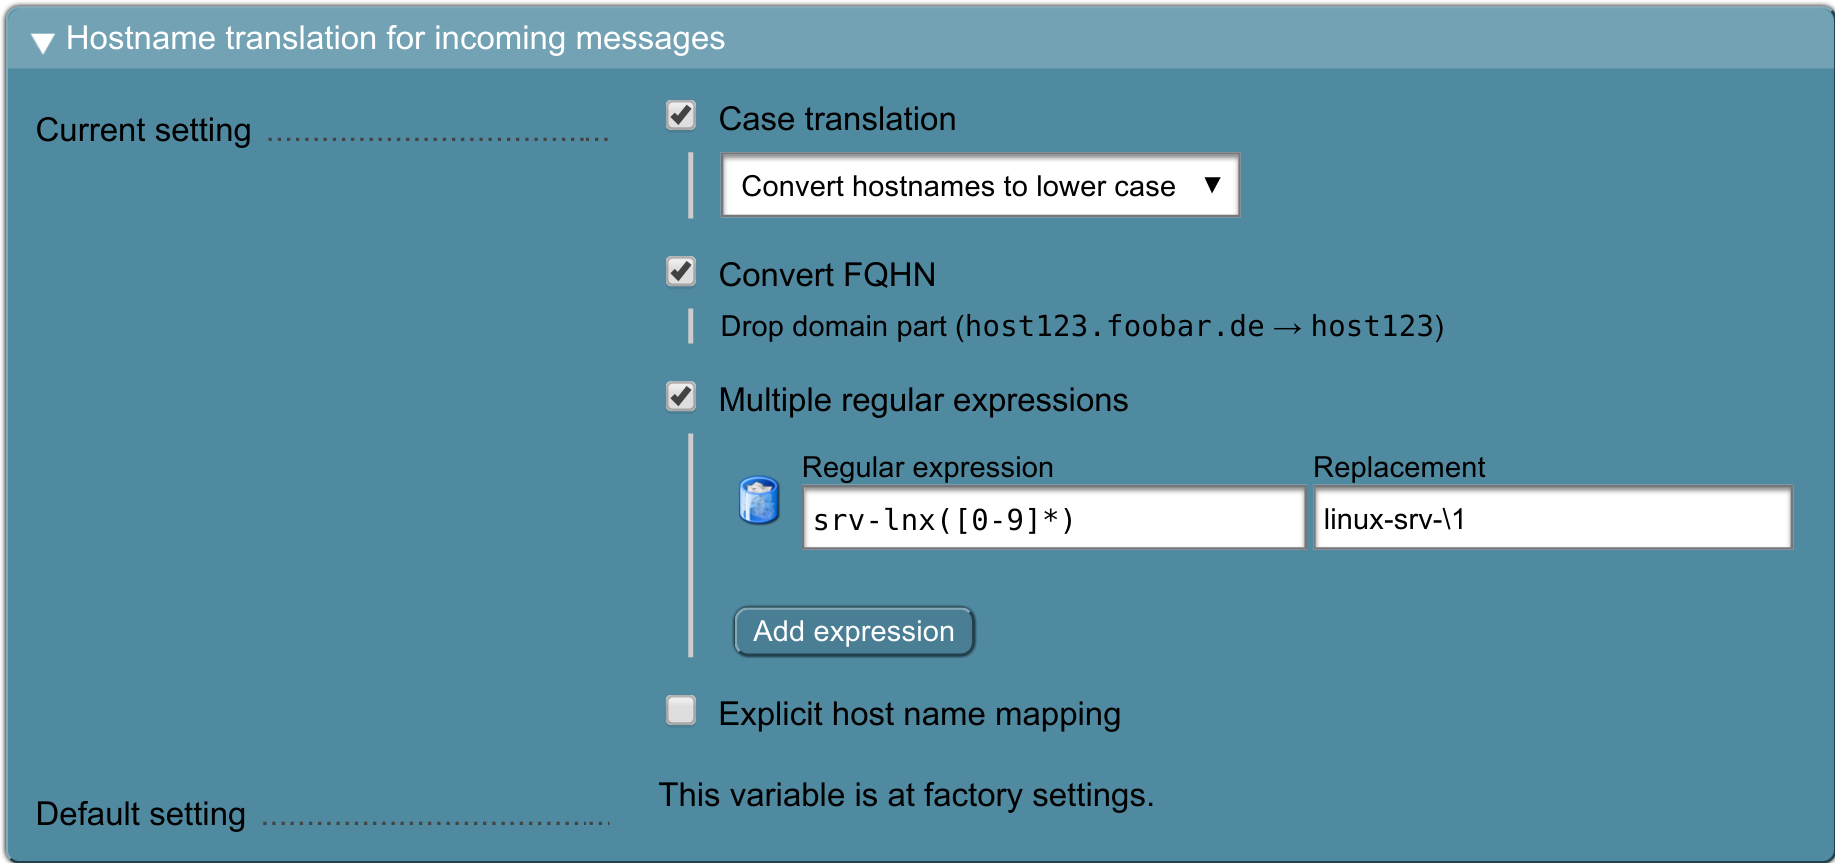 Hostname translation for incoming messages
Current setting
Case translation
Convert hostnames to lower case
Convert FQHN
Drop domain part (host123.foobar.de → host123)
Multiple regular expressions
Regular expression Replacement
srv-lnx([0-9]*) linux-srv-\1
Add expression
Explicit host name mapping
This variable is at factory settings.
Default setting